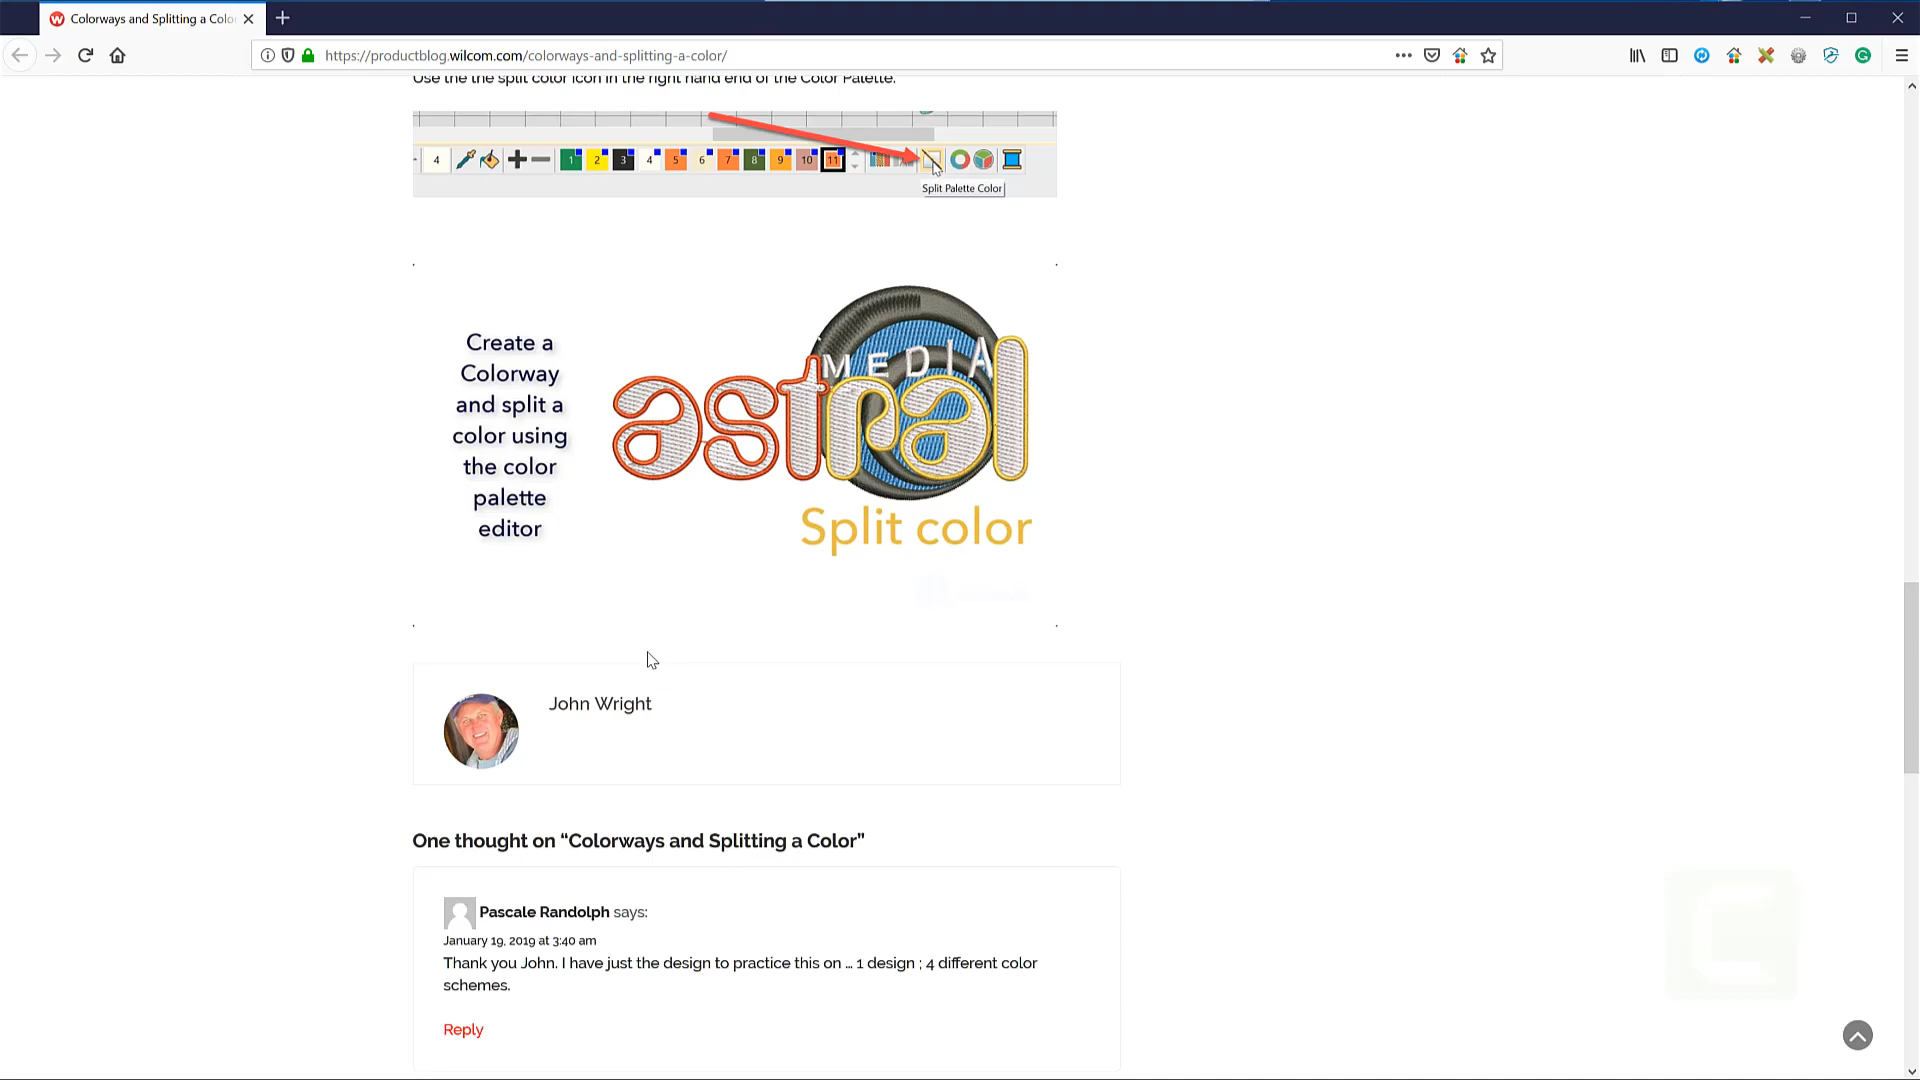 Colorways and Splitting a Colo
https://productblog.wilcom.com/colorways-and-splitting-a-color/
Use the the split color icon in the right hand end of the Color Palette.
4 1 2 3 4 5 6 7 8 9 10 11
Split Palette Color
Create a
Colorway
and split a
color using
the color
palette
editor
MEDIA
astral
Split color
John Wright
One thought on “Colorways and Splitting a Color”
Pascale Randolph says:
January 19, 2019 at 3:40 am
Thank you John. I have just the design to practice this on … 1 design ; 4 different color
schemes.
Reply